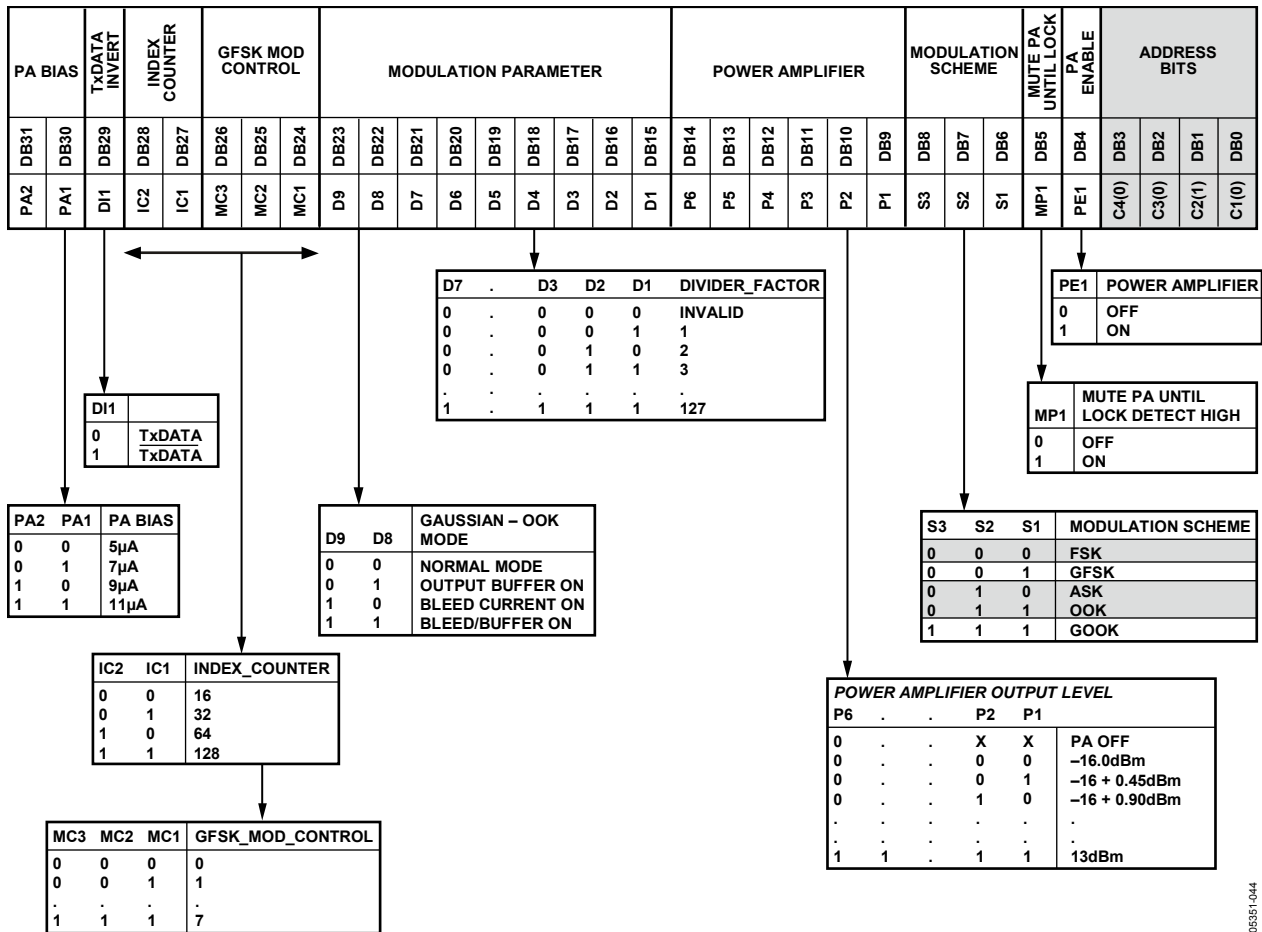 PA BIAS
TxDATA
INVERT
INDEX
COUNTER
GFSK MOD
CONTROL
MODULATION PARAMETER
POWER AMPLIFIER
MODULATION
SCHEME
MUTE PA
UNTIL LOCK
PA
ENABLE
ADDRESS
BITS
DB31 DB30 DB29 DB28 DB27 DB26 DB25 DB24 DB23 DB22 DB21 DB20 DB19 DB18 DB17 DB16 DB15 DB14 DB13 DB12 DB11 DB10 DB9 DB8 DB7 DB6 DB5 DB4 DB3 DB2 DB1 DB0
PA2 PA1 DI1 IC2 IC1 MC3 MC2 MC1 D9 D8 D7 D6 D5 D4 D3 D2 D1 P6 P5 P4 P3 P2 P1 S3 S2 S1 MP1 PE1 C4(0) C3(0) C2(1) C1(0)
D7 . D3 D2 D1 DIVIDER_FACTOR
0 . 0 0 0 INVALID
0 . 0 0 1 1
0 . 0 1 0 2
0 . 0 1 1 3
. . . . . .
1 . 1 1 1 127
PE1 POWER AMPLIFIER
0 OFF
1 ON
DI1
0 TxDATA
1 TxDATA
MP1 MUTE PA UNTIL
LOCK DETECT HIGH
0 OFF
1 ON
PA2 PA1 PA BIAS
0 0 5µA
0 1 7µA
1 0 9µA
1 1 11µA
D9 D8 GAUSSIAN – OOK
MODE
0 0 NORMAL MODE
0 1 OUTPUT BUFFER ON
1 0 BLEED CURRENT ON
1 1 BLEED/BUFFER ON
S3 S2 S1 MODULATION SCHEME
0 0 0 FSK
0 0 1 GFSK
0 1 0 ASK
0 1 1 OOK
1 1 1 GOOK
IC2 IC1 INDEX_COUNTER
0 0 16
0 1 32
1 0 64
1 1 128
POWER AMPLIFIER OUTPUT LEVEL
P6 . . P2 P1
0 . . X X PA OFF
0 . . 0 0 –16.0dBm
0 . . 0 1 –16 + 0.45dBm
0 . . 1 0 –16 + 0.90dBm
. . . . . .
. . . . . .
1 1 . 1 1 13dBm
MC3 MC2 MC1 GFSK_MOD_CONTROL
0 0 0 0
0 0 1 1
. . . .
1 1 1 7
05351-044